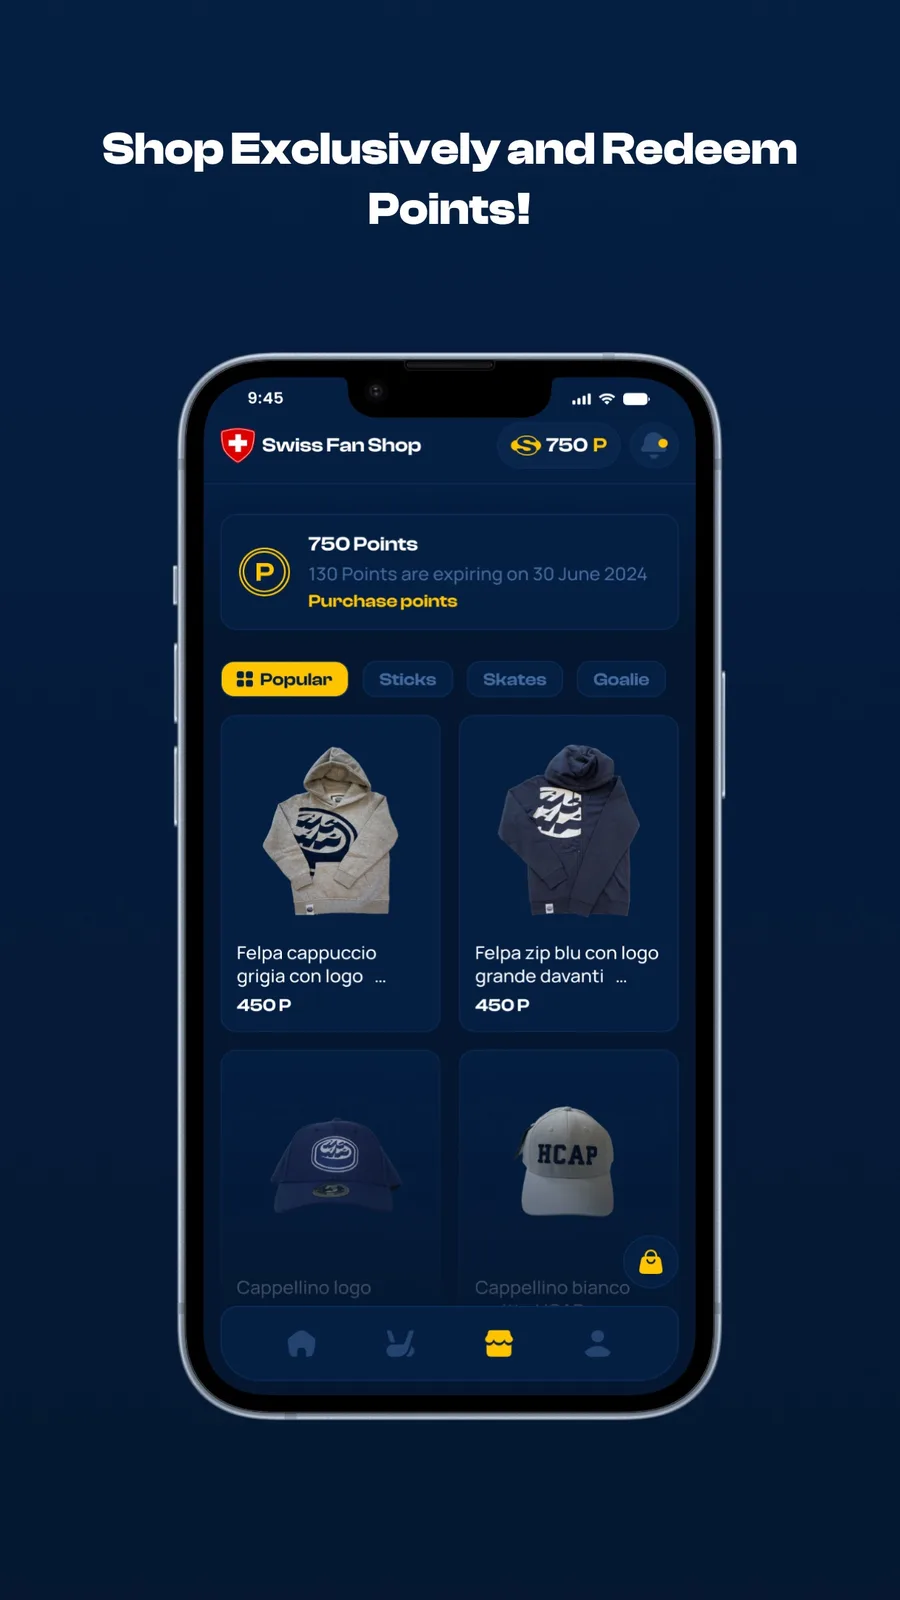 Shop Exclusively and Redeem
Points!
9:45
Swiss Fan Shop
750 P
750 Points
P
130 Points are expiring on 30 June 2024
Purchase points
Popular
Sticks
Skates
Goalie
Felpa cappuccio
grigia con logo ...
450 P
Felpa zip blu con logo
grande davanti ...
450 P
HCAP
Cappellino logo
Cappellino bianco